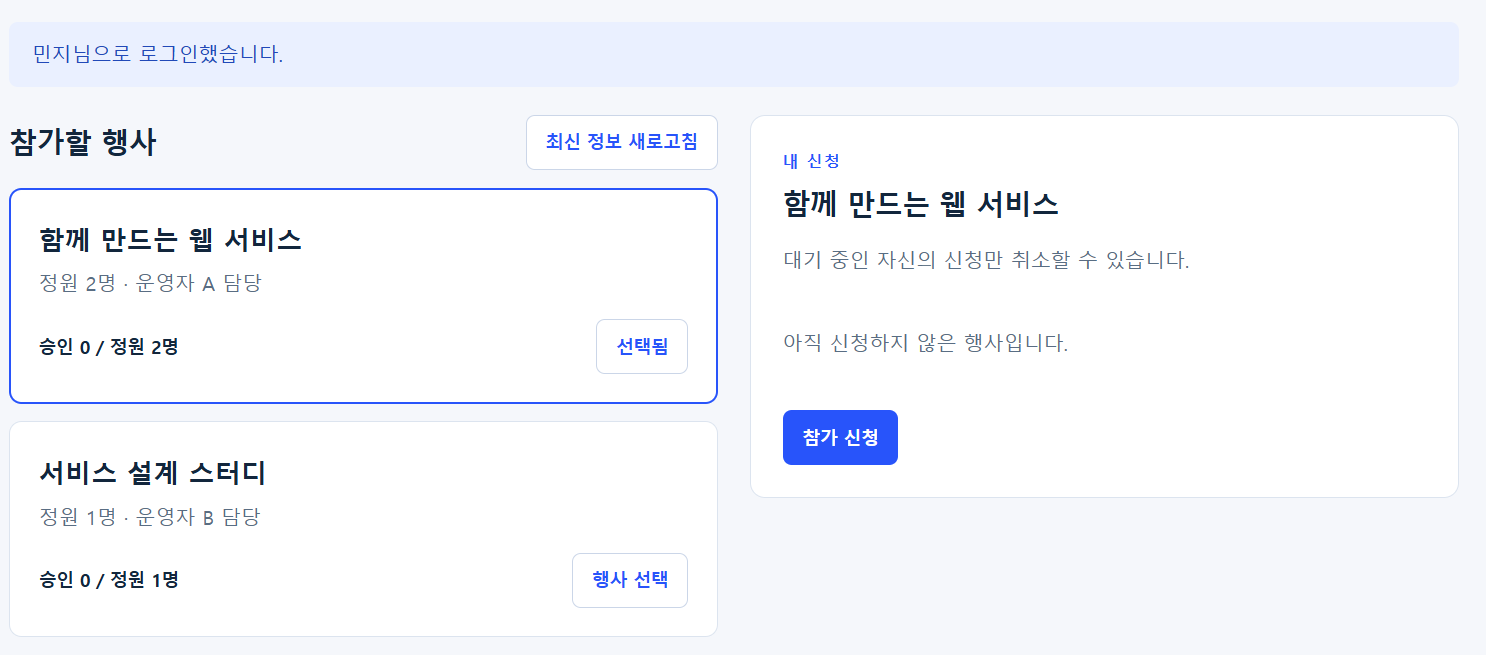 민지님으로 로그인했습니다.
참가할 행사
최신 정보 새로고침
함께 만드는 웹 서비스
정원 2명 · 운영자 A 담당
승인 0 / 정원 2명
선택됨
서비스 설계 스터디
정원 1명 · 운영자 B 담당
승인 0 / 정원 1명
행사 선택
내 신청
함께 만드는 웹 서비스
대기 중인 자신의 신청만 취소할 수 있습니다.
아직 신청하지 않은 행사입니다.
참가 신청